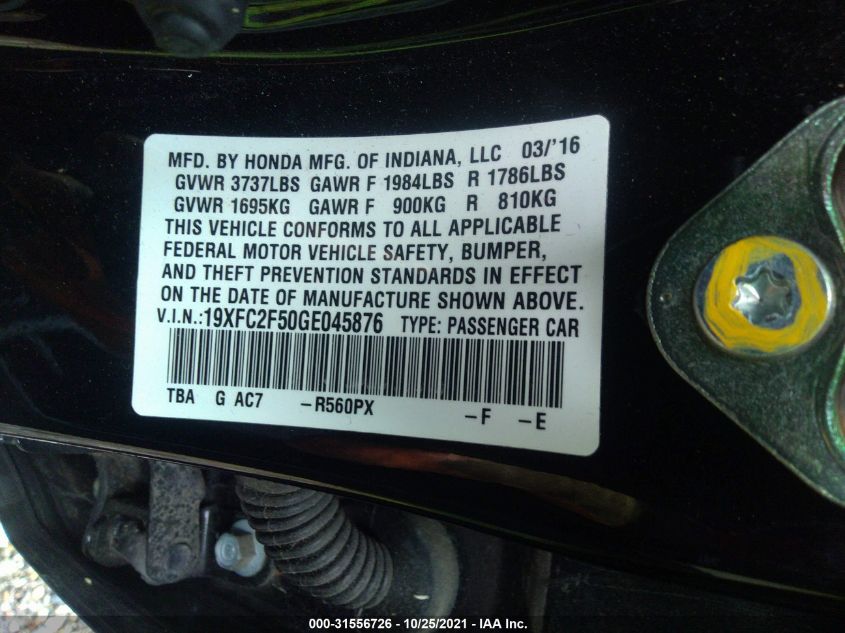 MFD. BY HONDA MFG. OF INDIANA, LLC 03/'16
GVWR 3737LBS GAWR F 1984LBS R 1786LBS
GVWR 1695KG GAWR F 900KG R 810KG
THIS VEHICLE CONFORMS TO ALL APPLICABLE
FEDERAL MOTOR VEHICLE SAFETY, BUMPER,
AND THEFT PREVENTION STANDARDS IN EFFECT
ON THE DATE OF MANUFACTURE SHOWN ABOVE.
V.I.N.:19XFC2F50GE045876 TYPE: PASSENGER CAR
TBA G AC7 –R560PX –F –E
000-31556726 - 10/25/2021 - IAA Inc.